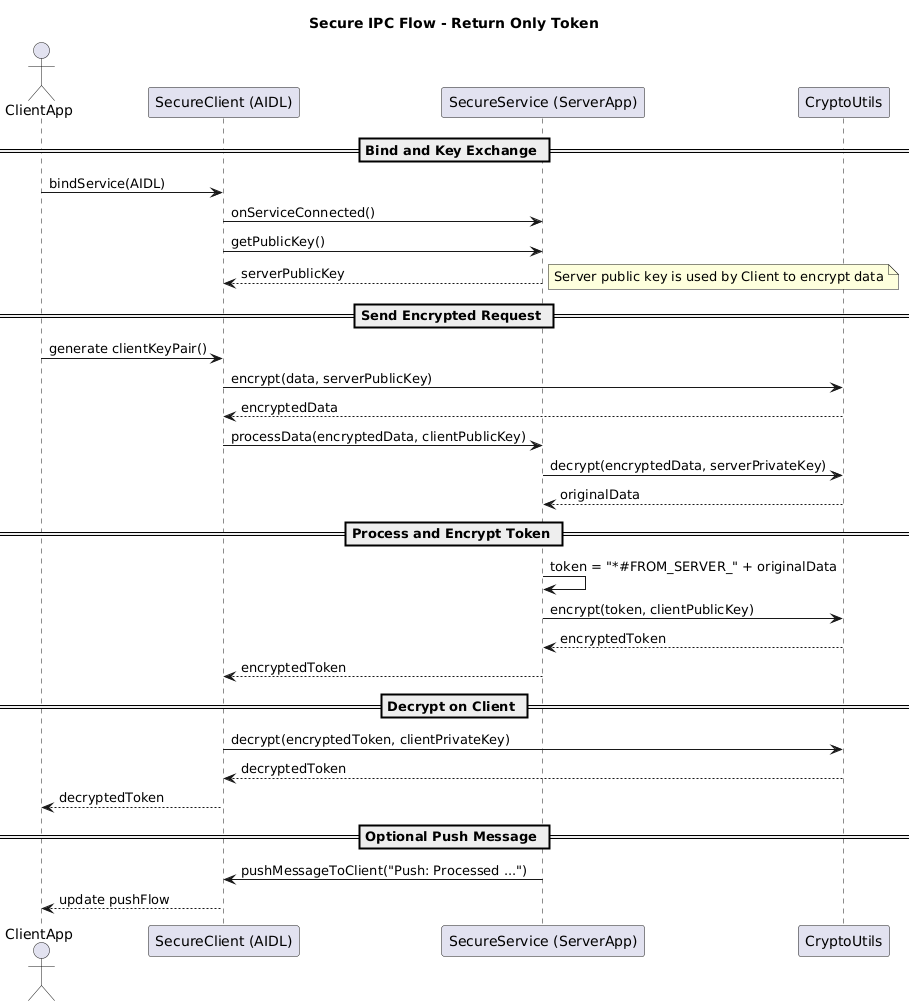 Secure IPC Flow - Return Only Token
ClientApp
SecureClient (AIDL)
SecureService (ServerApp)
CryptoUtils
Bind and Key Exchange
bindService(AIDL)
onServiceConnected()
getPublicKey()
serverPublicKey
Server public key is used by Client to encrypt data
Send Encrypted Request
generate clientKeyPair()
encrypt(data, serverPublicKey)
encryptedData
processData(encryptedData, clientPublicKey)
decrypt(encryptedData, serverPrivateKey)
originalData
Process and Encrypt Token
token = "*#FROM_SERVER_" + originalData
encrypt(token, clientPublicKey)
encryptedToken
encryptedToken
Decrypt on Client
decrypt(encryptedToken, clientPrivateKey)
decryptedToken
decryptedToken
Optional Push Message
pushMessageToClient("Push: Processed ...")
update pushFlow
ClientApp
SecureClient (AIDL)
SecureService (ServerApp)
CryptoUtils